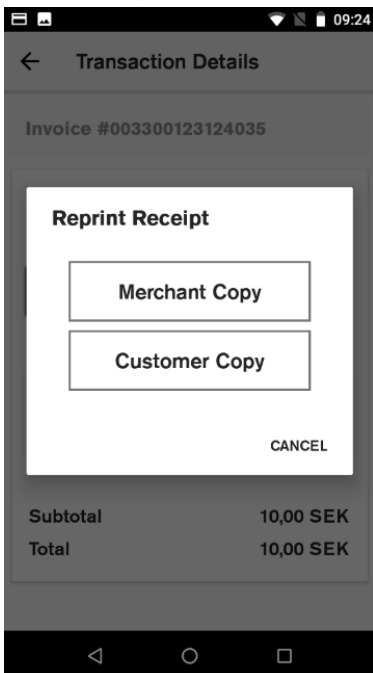 09:24
Transaction Details
Invoice #003300123124035
Reprint Receipt
Merchant Copy
Customer Copy
CANCEL
Subtotal 10,00 SEK
Total 10,00 SEK